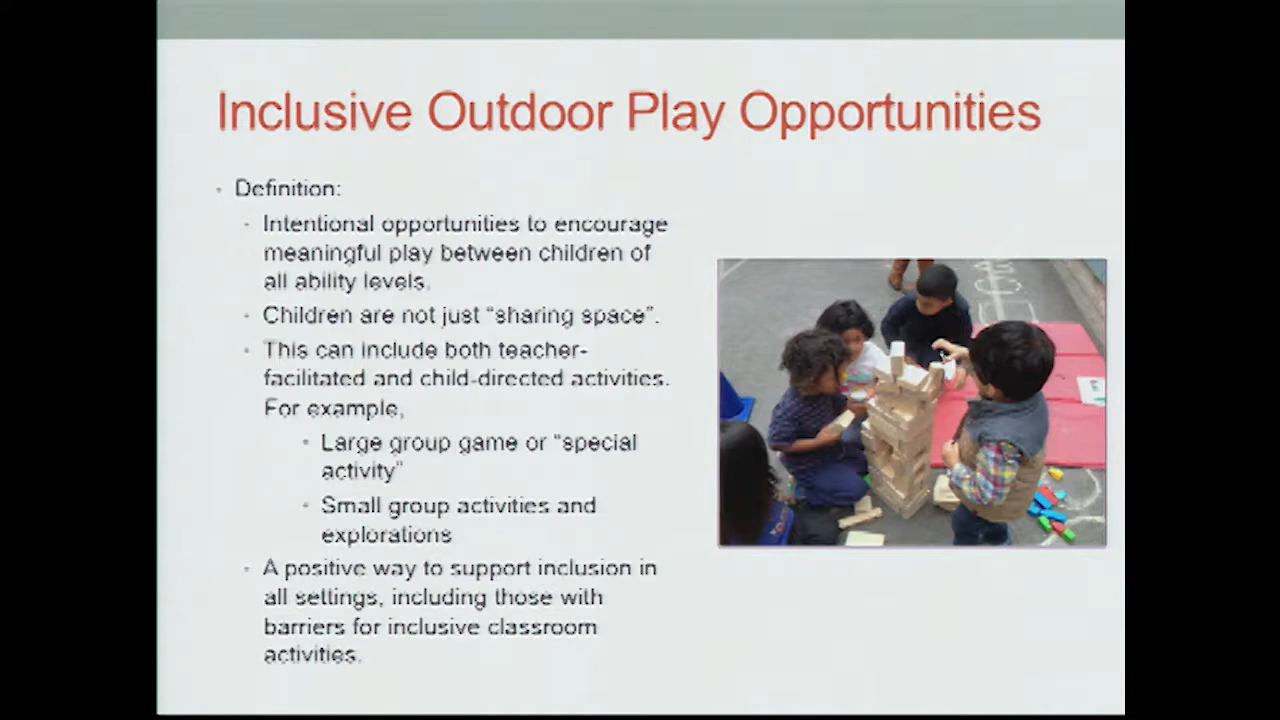 Inclusive Outdoor Play Opportunities
Definition:
Intentional opportunities to encourage
meaningful play between children of
all ability levels.
Children are not just “sharing space”.
This can include both teacher-
facilitated and child-directed activities.
For example,
Large group game or “special
activity”
Small group activities and
explorations
A positive way to support inclusion in
all settings, including those with
barriers for inclusive classroom
activities.